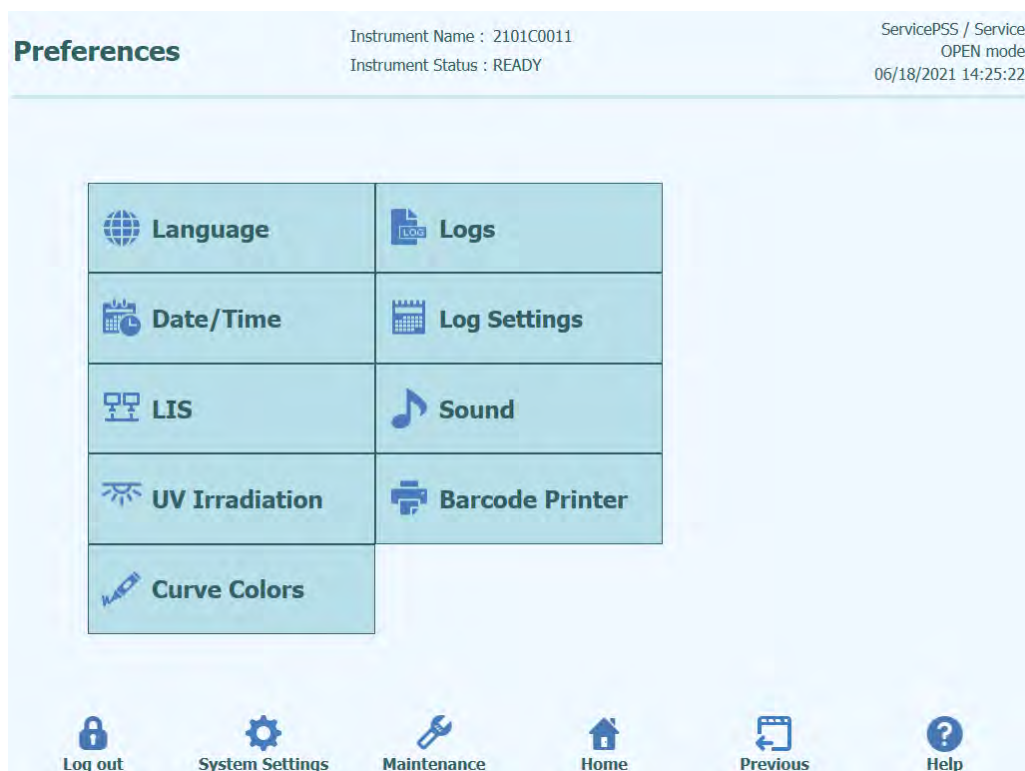 Preferences
Instrument Name : 2101C0011
Instrument Status : READY
ServicePSS / Service
OPEN mode
06/18/2021 14:25:22
Language
LOG Logs
Date/Time
Log Settings
LIS
Sound
UV Irradiation
Barcode Printer
Curve Colors
Log out
System Settings
Maintenance
Home
Previous
? Help